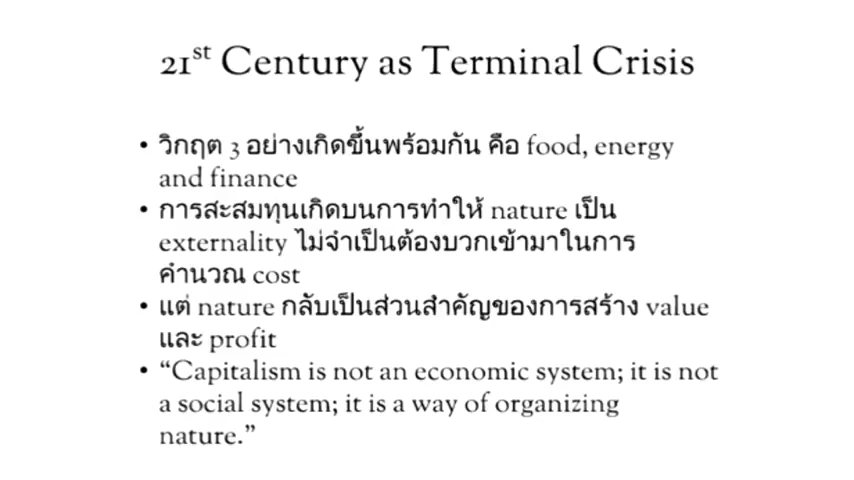 21st Century as Terminal Crisis
• วิกฤต 3 อย่างเกิดขึ้นพร้อมกัน คือ food, energy
and finance
• การสะสมทุนเกิดบนการทำให้ nature เป็น
externality ไม่จำเป็นต้องบวกเข้ามาในการ
คำนวณ cost
• แต่ nature กลับเป็นส่วนสำคัญของการสร้าง value
และ profit
• “Capitalism is not an economic system; it is not
a social system; it is a way of organizing
nature.”